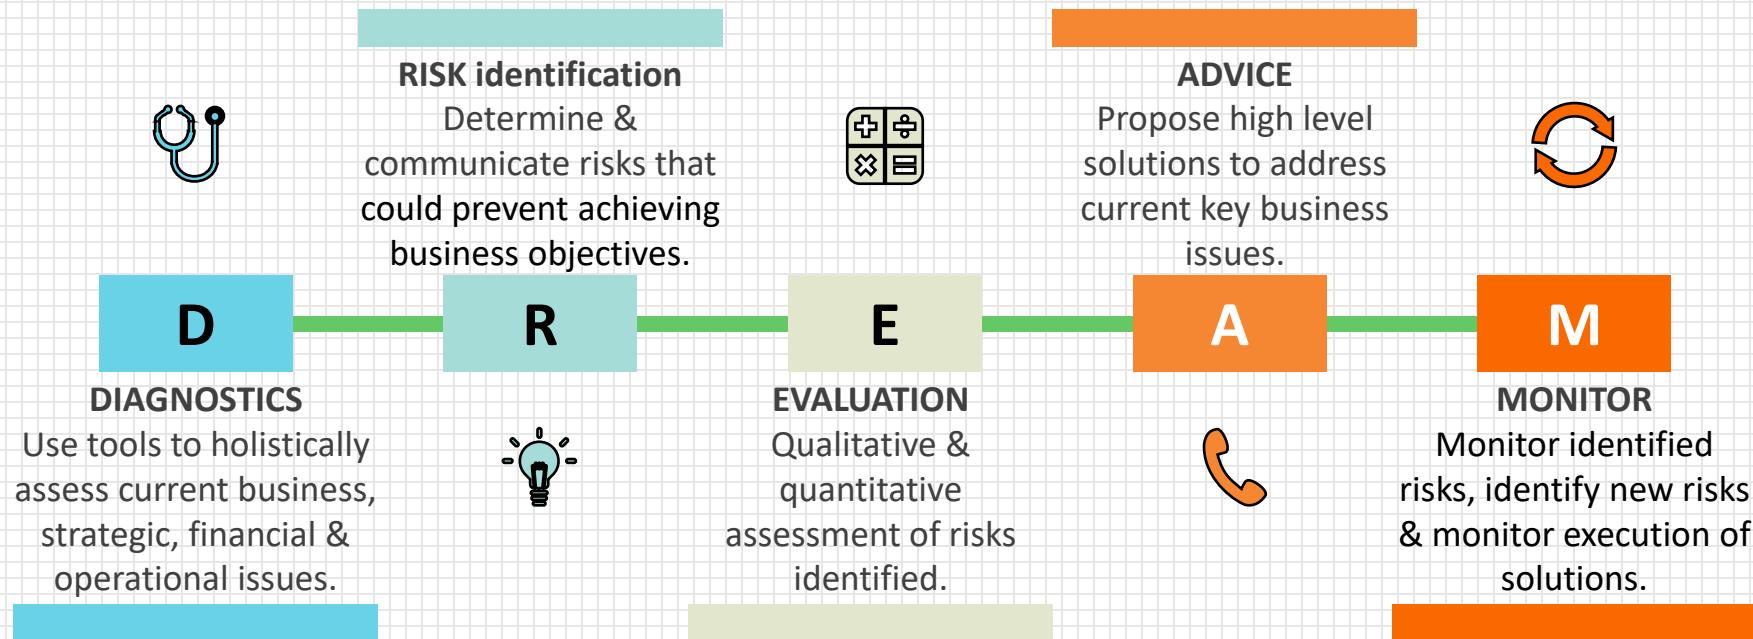 RISK identification
Determine &
communicate risks that
could prevent achieving
business objectives.
ADVICE
Propose high level
solutions to address
current key business
issues.
D
R
E
A
M
DIAGNOSTICS
Use tools to holistically
assess current business,
strategic, financial &
operational issues.
EVALUATION
Qualitative &
quantitative
assessment of risks
identified.
MONITOR
Monitor identified
risks, identify new risks
& monitor execution of
solutions.